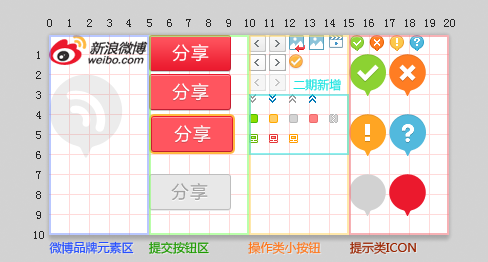 0 1 2 3 4 5 6 7 8 9 10 11 12 13 14 15 16 17 18 19 20
1
2
3
4
5
6
7
8
9
10
新浪微博
weibo.com
分享
分享
分享
分享
二期新增
微博品牌元素区 提交按钮区 操作类小按钮 提示类ICON